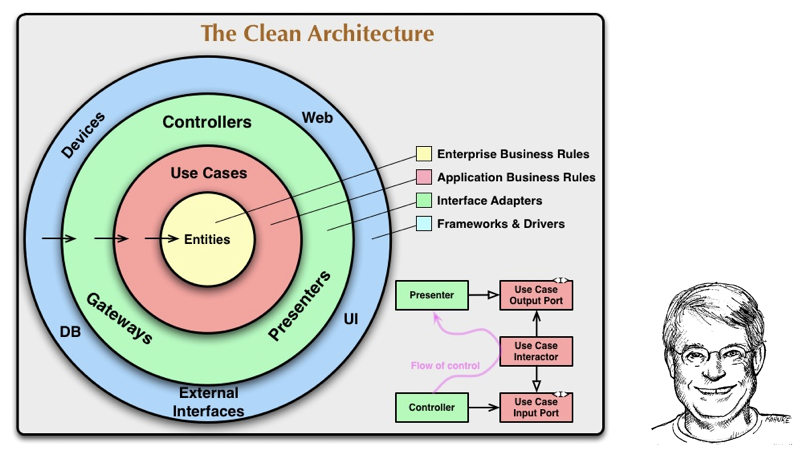 The Clean Architecture
Devices
Web
Controllers
Use Cases
Entities
Gateways
Presenters
DB
UI
External
Interfaces
Enterprise Business Rules
Application Business Rules
Interface Adapters
Frameworks & Drivers
Presenter
Use Case
Output Port
<I>
Flow of control
Use Case
Interactor
Controller
Use Case
Input Port
<I>